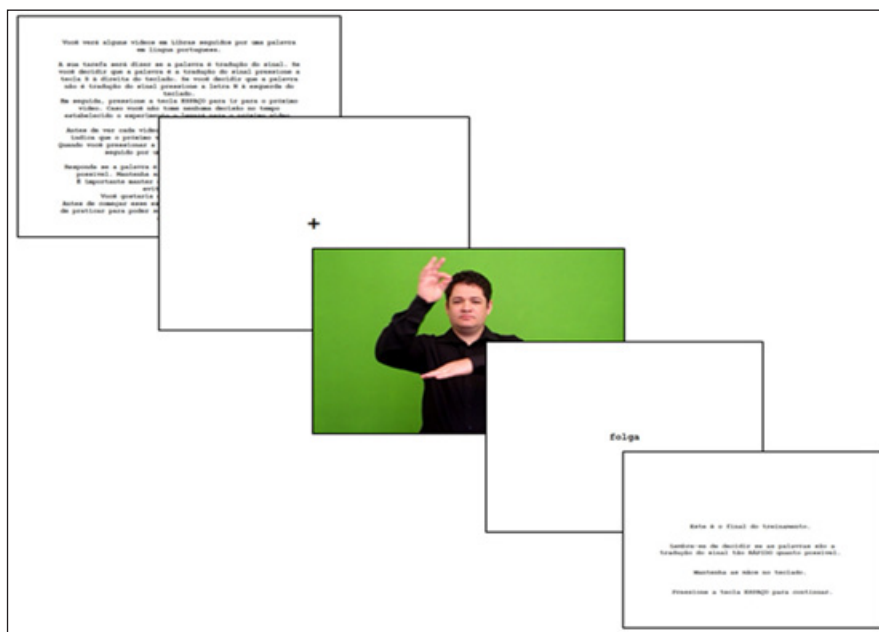 Você verá alguns vídeos em Libras seguidos por uma palavra
em língua portuguesa.
A sua tarefa será dizer se a palavra é tradução do sinal. Se
você decidir que a palavra é a tradução do sinal pressione a
tecla S à direita do teclado. Se você decidir que a palavra
não é tradução do sinal pressione a letra N à esquerda do
teclado.
Em seguida, pressione a tecla ESPAÇO para ir para o próximo
vídeo. Caso você não tome nenhuma decisão no tempo
estabelecido o experimento o levará para o próximo vídeo
Antes de ver cada vídeo
indica que o próximo
Quando você pressionar a
seguido por
Responda se a palavra é
possível. Mantenha
É importante manter
Você gostaria
Antes de começar esse
de praticar para poder
+
folga
Este é o final do treinamento.
Lembre-se de decidir se as palavras são a
tradução do sinal tão RÁPIDO quanto possível.
Mantenha as mãos no teclado.
Pressione a tecla ESPAÇO para continuar.